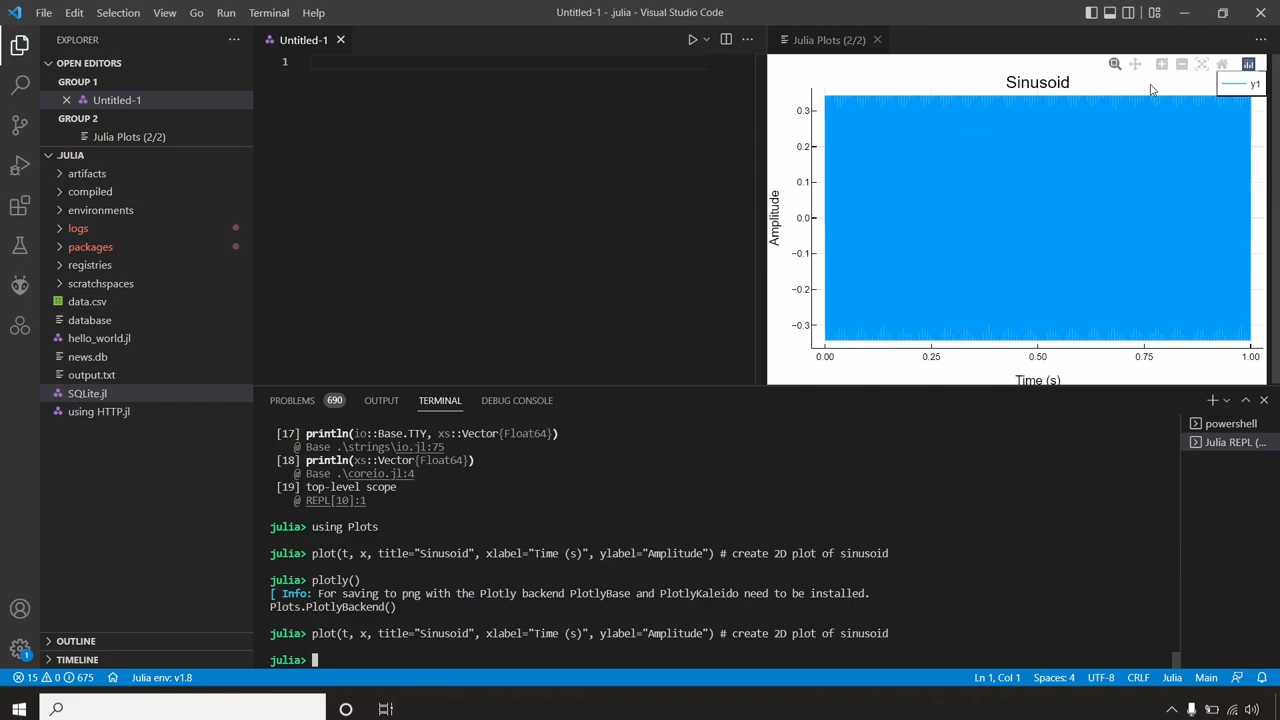 File Edit Selection View Go Run Terminal Help
Untitled-1 - .julia - Visual Studio Code
EXPLORER
OPEN EDITORS
GROUP 1
Untitled-1
GROUP 2
Julia Plots (2/2)
.JULIA
artifacts
compiled
environments
logs
packages
registries
scratchspaces
data.csv
database
hello_world.jl
news.db
output.txt
SQLite.jl
using HTTP.jl
OUTLINE
TIMELINE
Untitled-1
1
Julia Plots (2/2)
Sinusoid
y1
Amplitude
0.3
0.2
0.1
0.0
−0.1
−0.2
−0.3
0.00 0.25 0.50 0.75 1.00
Time (s)
PROBLEMS 690 OUTPUT TERMINAL DEBUG CONSOLE
powershell
Julia REPL (...
[17] println(io::Base.TTY, xs::Vector{Float64})
@ Base .\strings\io.jl:75
[18] println(xs::Vector{Float64})
@ Base .\coreio.jl:4
[19] top-level scope
@ REPL[10]:1
julia> using Plots
julia> plot(t, x, title="Sinusoid", xlabel="Time (s)", ylabel="Amplitude") # create 2D plot of sinusoid
julia> plotly()
[ Info: For saving to png with the Plotly backend PlotlyBase and PlotlyKaleido need to be installed.
Plots.PlotlyBackend()
julia> plot(t, x, title="Sinusoid", xlabel="Time (s)", ylabel="Amplitude") # create 2D plot of sinusoid
julia>
1
15 0 675 Julia env: v1.8
Ln 1, Col 1 Spaces: 4 UTF-8 CRLF Julia Main